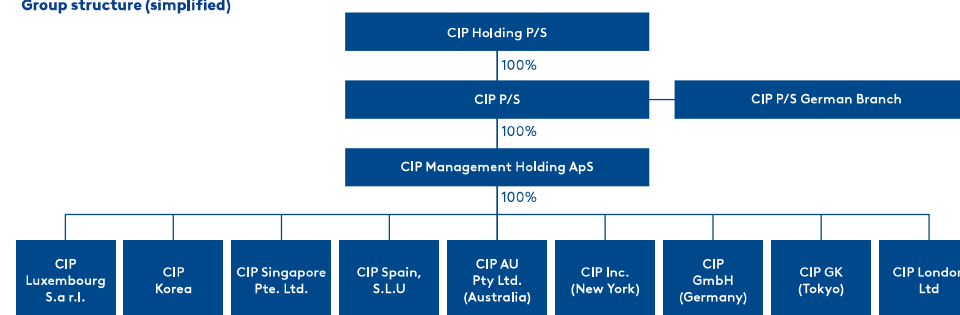 Group structure (simplified)
CIP Holding P/S
100%
CIP P/S
CIP P/S German Branch
100%
CIP Management Holding ApS
100%
CIP
Luxembourg
S.a r.l.
CIP
Korea
CIP Singapore
Pte. Ltd.
CIP Spain,
S.L.U
CIP AU
Pty Ltd.
(Australia)
CIP Inc.
(New York)
CIP
GmbH
(Germany)
CIP GK
(Tokyo)
CIP London
Ltd